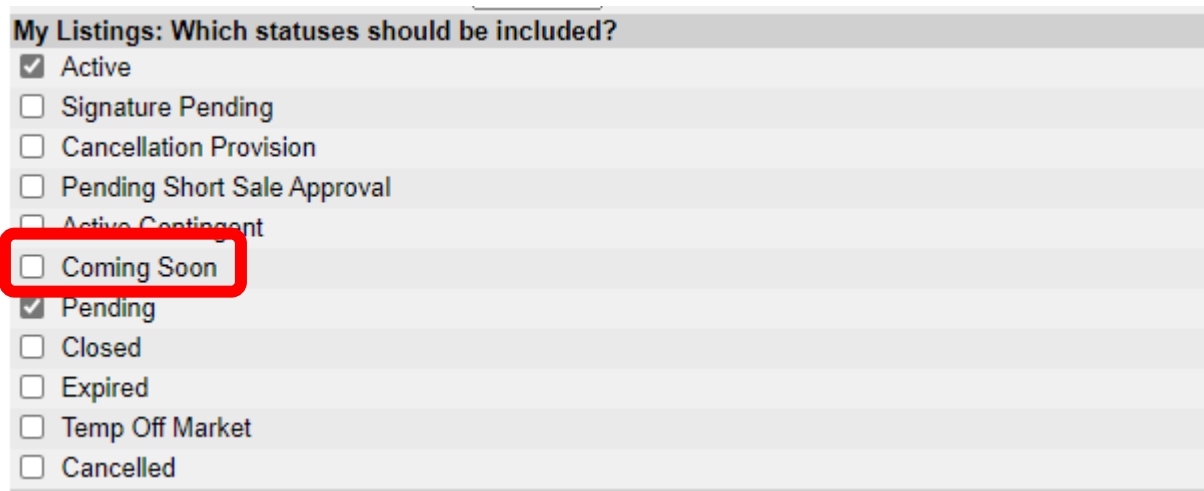 My Listings: Which statuses should be included?
Active
Signature Pending
Cancellation Provision
Pending Short Sale Approval
Active Contingent
Coming Soon
Pending
Closed
Expired
Temp Off Market
Cancelled